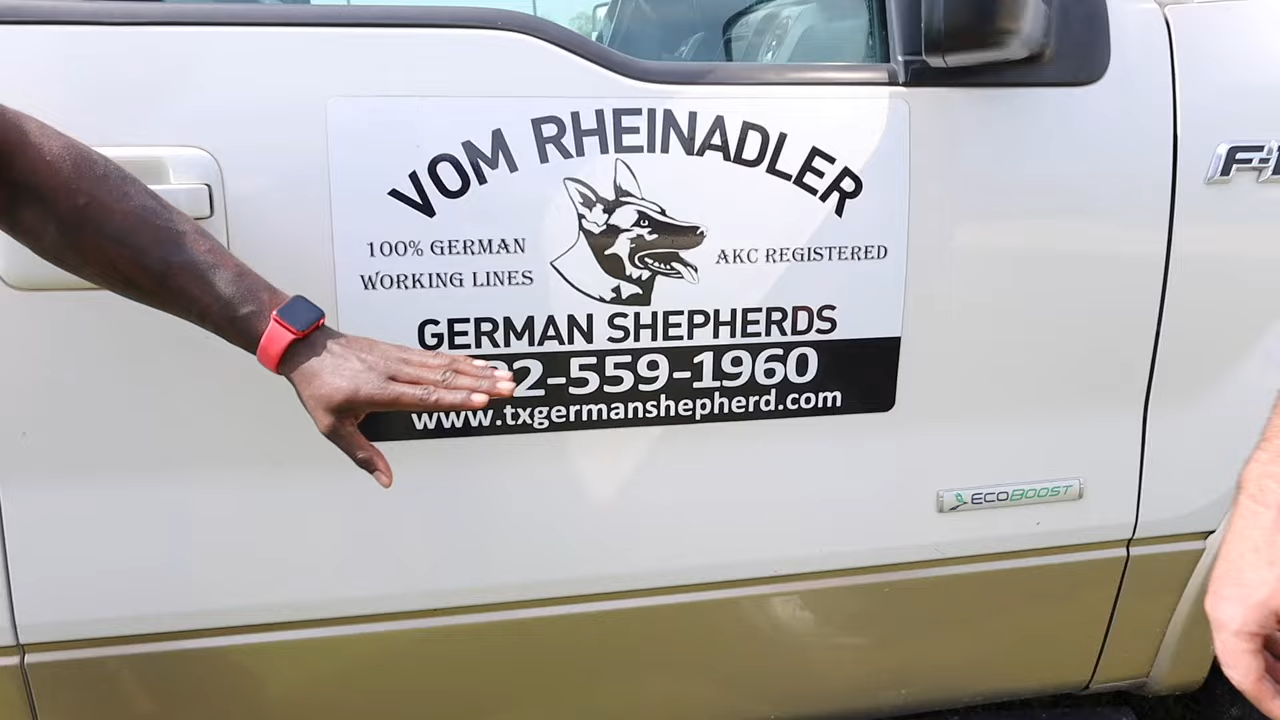 VOM RHEINADLER
100% GERMAN
WORKING LINES
AKC REGISTERED
GERMAN SHEPHERDS
2-559-1960
www.txgermanshepherd.com
ECOBOOST